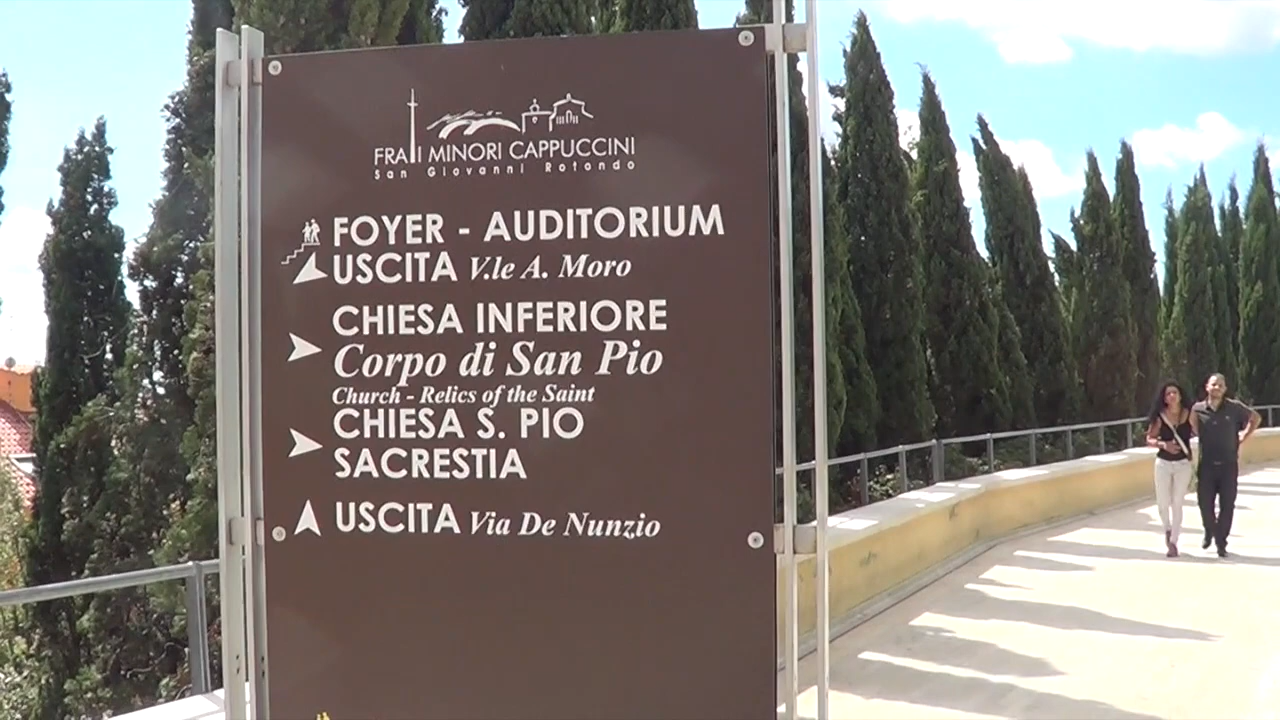 FRATI MINORI CAPPUCCINI
San Giovanni Rotondo
FOYER - AUDITORIUM
USCITA V.le A. Moro
CHIESA INFERIORE
Corpo di San Pio
Church - Relics of the Saint
CHIESA S. PIO
SACRESTIA
USCITA Via De Nunzio